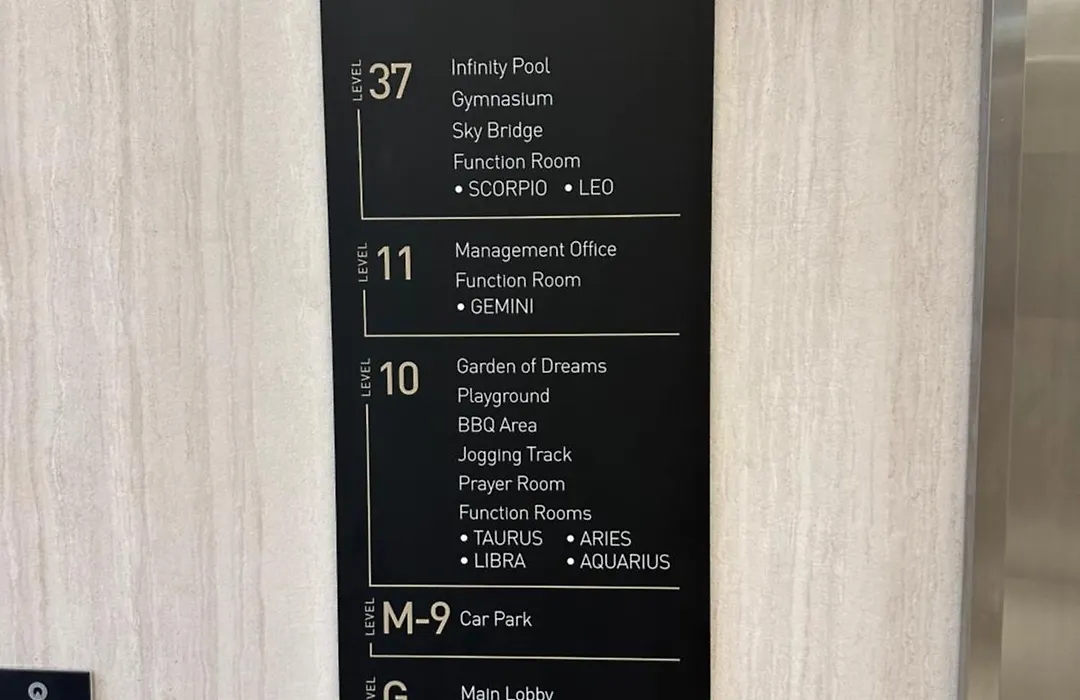 LEVEL 37 Infinity Pool
Gymnasium
Sky Bridge
Function Room
• SCORPIO • LEO
LEVEL 11 Management Office
Function Room
• GEMINI
LEVEL 10 Garden of Dreams
Playground
BBQ Area
Jogging Track
Prayer Room
Function Rooms
• TAURUS • ARIES
• LIBRA • AQUARIUS
LEVEL M-9 Car Park
LEVEL G Main Lobby